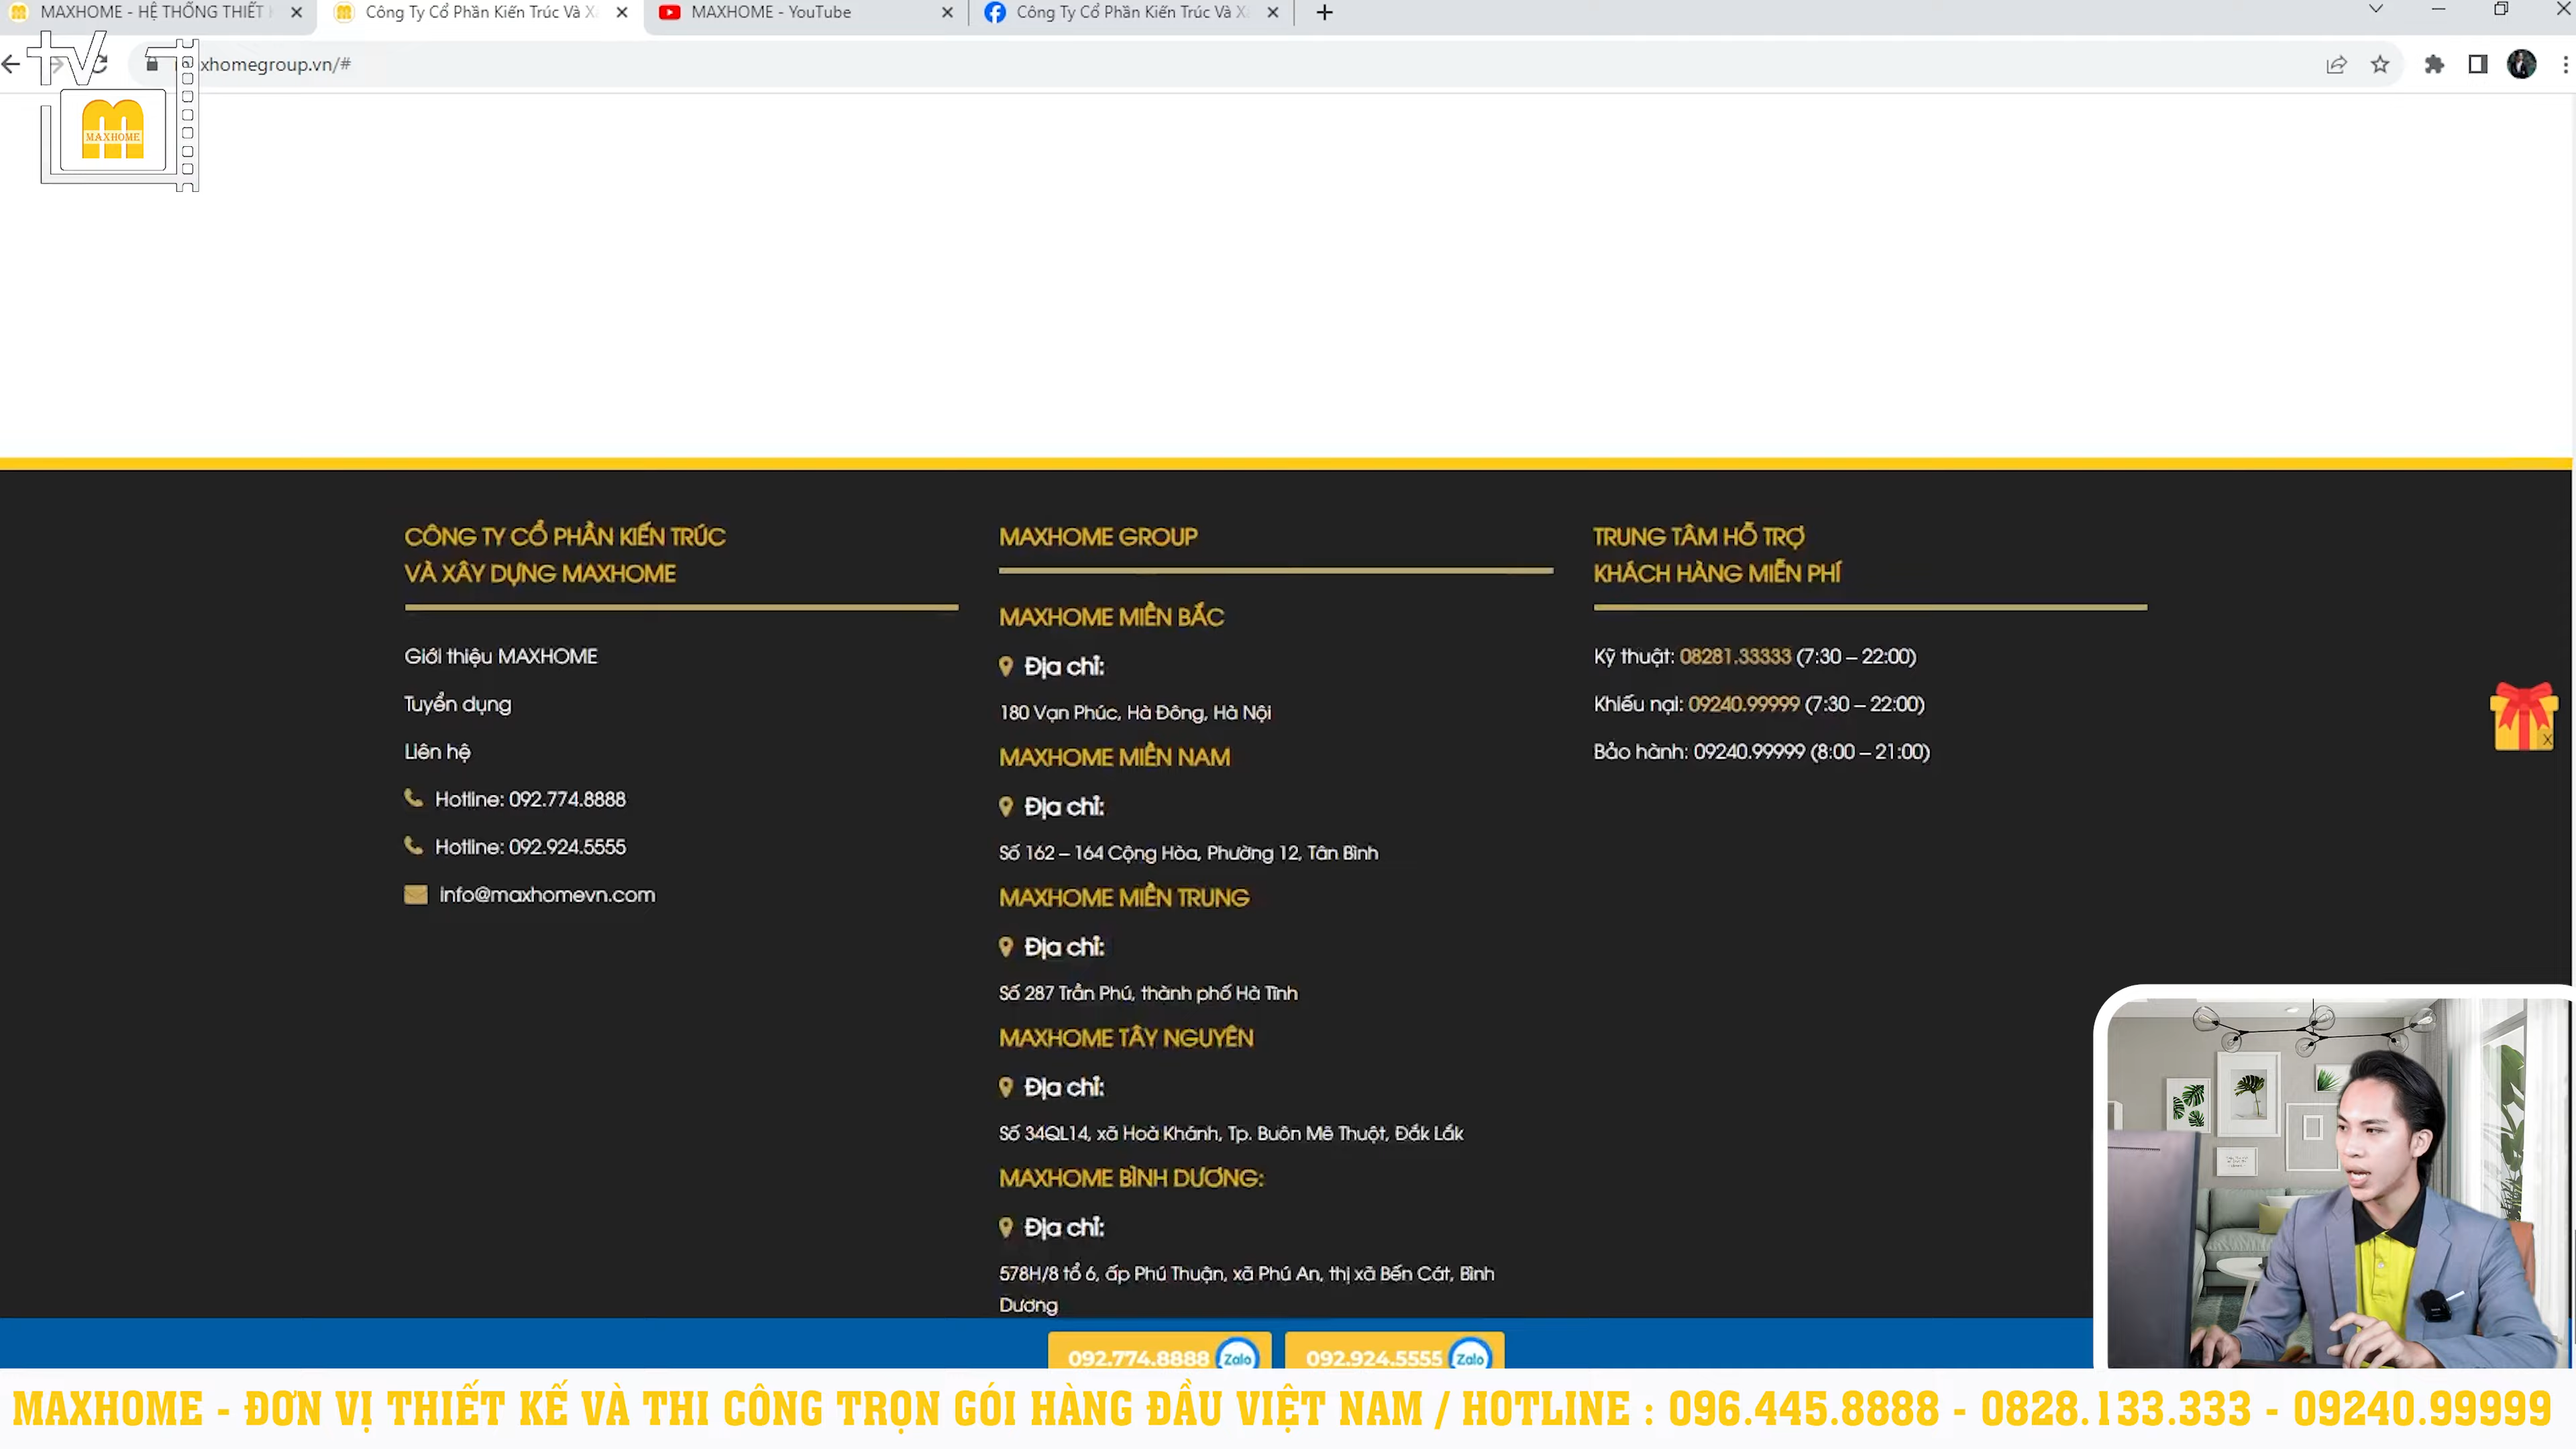 MAXHOME - HỆ THỐNG THIẾT
Công Ty Cổ Phần Kiến Trúc Và X
MAXHOME - YouTube
Công Ty Cổ Phần Kiến Trúc Và X
tv
xhomegroup.vn/#
MAXHOME
CÔNG TY CỔ PHẦN KIẾN TRÚC
VÀ XÂY DỰNG MAXHOME
Giới thiệu MAXHOME
Tuyển dụng
Liên hệ
Hotline: 092.774.8888
Hotline: 092.924.5555
info@maxhomevn.com
MAXHOME GROUP
MAXHOME MIỀN BẮC
Địa chỉ:
180 Vạn Phúc, Hà Đông, Hà Nội
MAXHOME MIỀN NAM
Địa chỉ:
Số 162 – 164 Cộng Hòa, Phường 12, Tân Bình
MAXHOME MIỀN TRUNG
Địa chỉ:
Số 287 Trần Phú, thành phố Hà Tĩnh
MAXHOME TÂY NGUYÊN
Địa chỉ:
Số 34QL14, xã Hoà Khánh, Tp. Buôn Mê Thuột, Đắk Lắk
MAXHOME BÌNH DƯƠNG:
Địa chỉ:
578H/8 tổ 6, ấp Phú Thuận, xã Phú An, thị xã Bến Cát, Bình
Dương
TRUNG TÂM HỖ TRỢ
KHÁCH HÀNG MIỄN PHÍ
Kỹ thuật: 08281.33333 (7:30 – 22:00)
Khiếu nại: 09240.99999 (7:30 – 22:00)
Bảo hành: 09240.99999 (8:00 – 21:00)
X
092.774.8888 Zalo
092.924.5555 Zalo
MAXHOME - ĐƠN VỊ THIẾT KẾ VÀ THI CÔNG TRỌN GÓI HÀNG ĐẦU VIỆT NAM / HOTLINE : 096.445.8888 - 0828.133.333 - 09240.99999